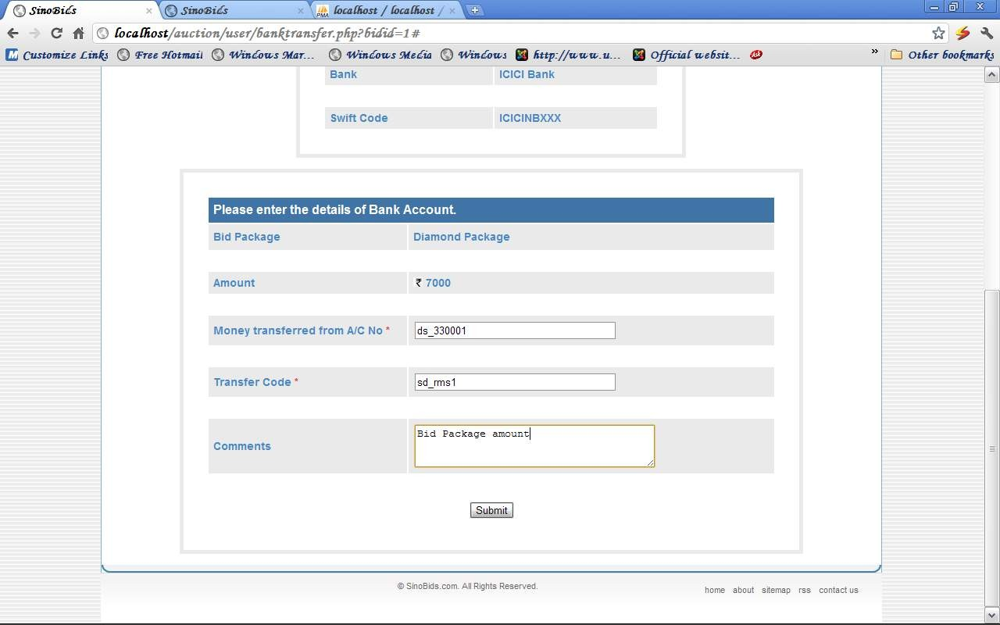 SinoBids
SinoBids
localhost / localhost /
localhost/auction/user/banktransfer.php?bidid=1#
Customize Links
Free Hotmail
Windows Mar...
Windows Media
Windows
http://www.u...
Official websit...
Ask
»
Other bookmarks
Bank
ICICI Bank
Swift Code
ICICINBXXX
Please enter the details of Bank Account.
Bid Package
Diamond Package
Amount
₹ 7000
Money transferred from A/C No *
ds_330001
Transfer Code *
sd_rms1
Comments
Bid Package amount
Submit
© SinoBids.com. All Rights Reserved.
home about sitemap rss contact us